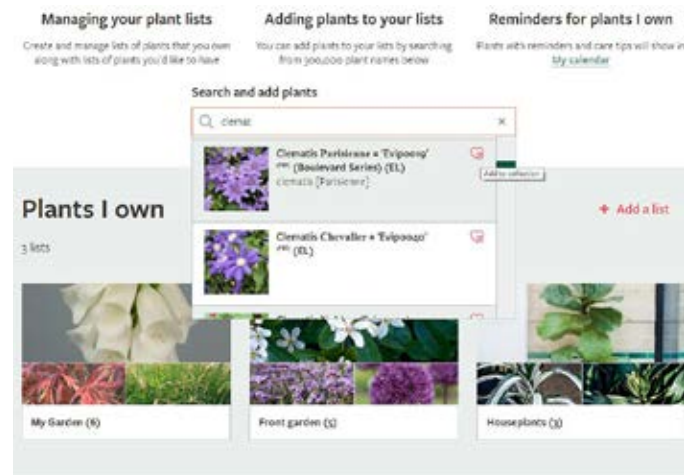 Managing your plant lists
Create and manage lists of plants that you own
along with lists of plants you'd like to have
Adding plants to your lists
You can add plants to your lists by searching
from 300,000 plant names below
Reminders for plants I own
Plants with reminders and care tips will show in
My calendar
Search and add plants
clemat
Clematis Parisienne = 'Evipo019'
(PBR) (Boulevard Series) (EL)
clematis [Parisienne]
Add to collection
Clematis Chevalier = 'Evipo040'
(PBR) (EL)
Plants I own
+ Add a list
3 lists
My Garden (6)
Front garden (5)
Houseplants (3)